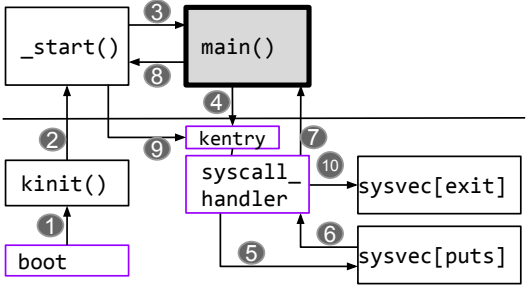 3
_start()
main()
8
4
2
9
kentry
7
kinit()
syscall_
handler
10
sysvec[exit]
1
5
6
boot
sysvec[puts]